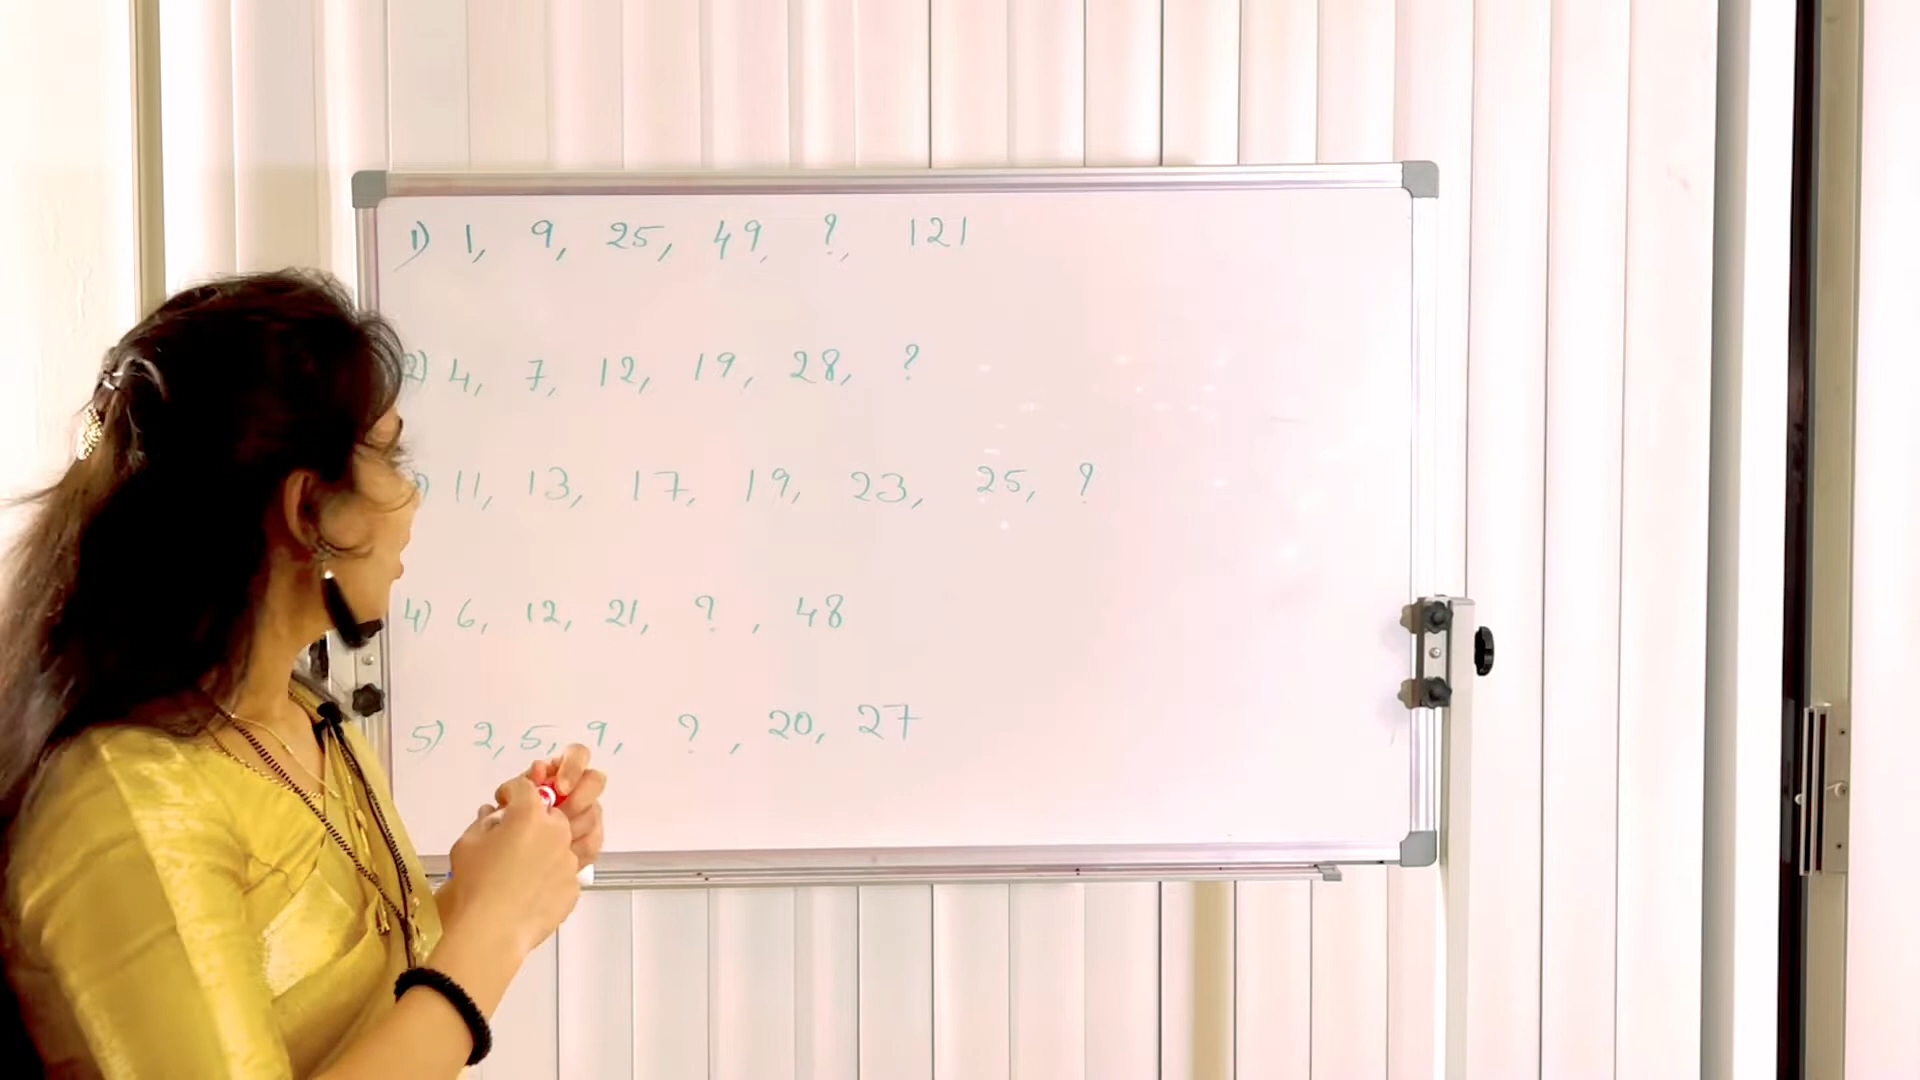 1) 1, 9, 25, 49, ?, 121
2) 4, 7, 12, 19, 28, ?
) 11, 13, 17, 19, 23, 25, ?
4) 6, 12, 21, ?, 48
5) 2, 5, 9, ?, 20, 27